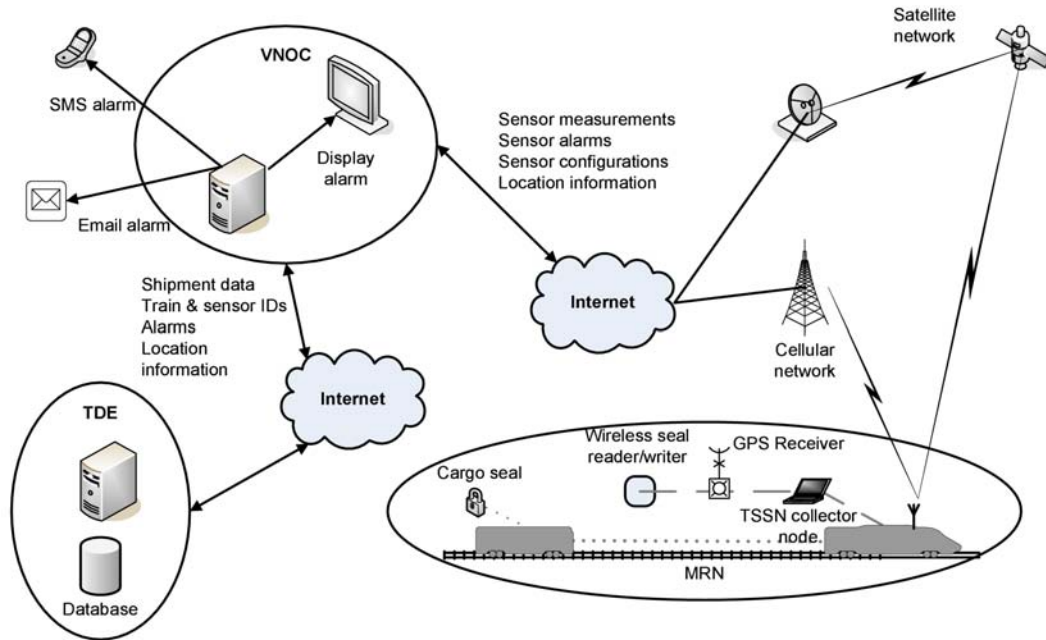 Satellite
network
VNOC
SMS alarm
Display
alarm
Email alarm
Sensor measurements
Sensor alarms
Sensor configurations
Location information
Internet
Cellular
network
Shipment data
Train & sensor IDs
Alarms
Location
information
Internet
TDE
Database
Wireless seal
reader/writer
GPS Receiver
Cargo seal
TSSN collector
node
MRN